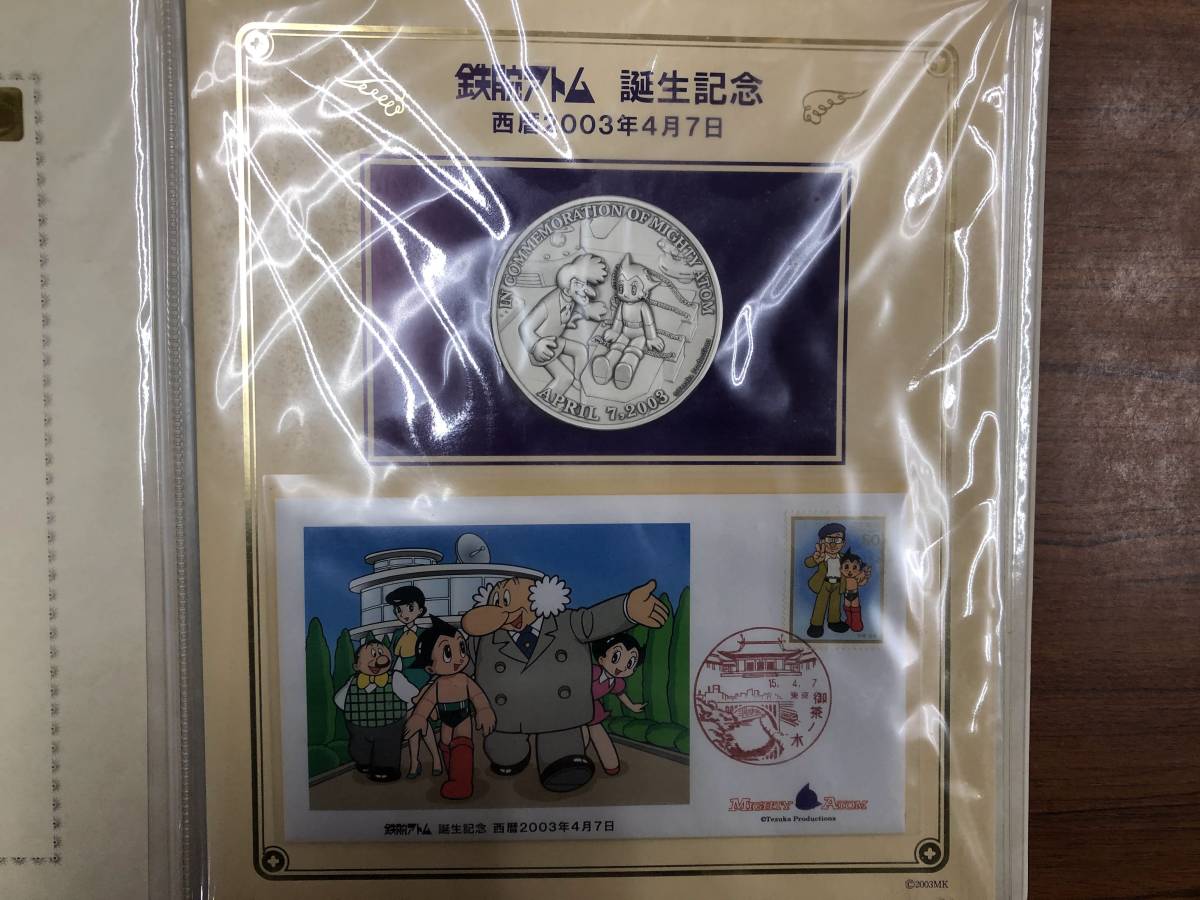 鉄腕アトム 誕生記念
西暦2003年4月7日
IN COMMEMORATION OF MIGHTY ATOM
APRIL 7,2003
©Tezuka Productions
80
15. 4. 7
東京
御茶ノ水
MIGHTY ATOM
©Tezuka Productions
鉄腕アトム 誕生記念 西暦2003年4月7日
©2003MK